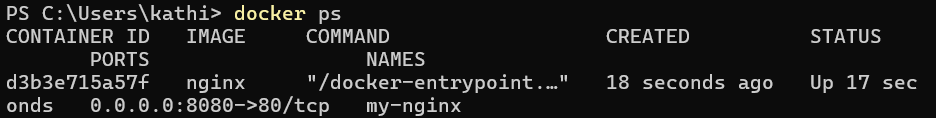 PS C:\Users\kathi> docker ps
CONTAINER ID   IMAGE     COMMAND                  CREATED          STATUS
       PORTS                  NAMES
d3b3e715a57f   nginx     "/docker-entrypoint.…"   18 seconds ago   Up 17 sec
onds   0.0.0.0:8080->80/tcp   my-nginx